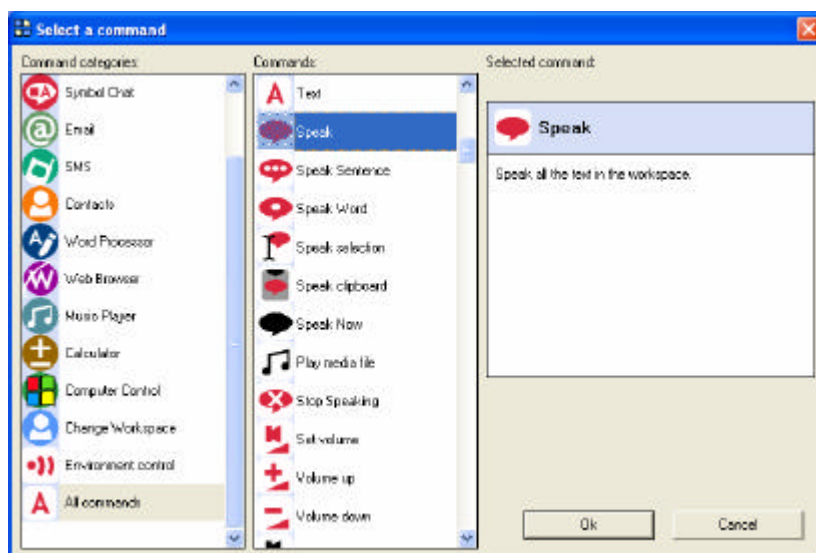 Select a command
Command categories:
Commands:
Selected command:
Symbol Chat
Email
SMS
Contacts
Word Processor
Web Browser
Music Player
Calculator
Computer Control
Change Workspace
Environment control
All commands
Text
Speak
Speak Sentence
Speak Word
Speak selection
Speak clipboard
Speak Now
Play media file
Stop Speaking
Set volume
Volume up
Volume down
Speak
Speak all the text in the workspace.
Ok
Cancel